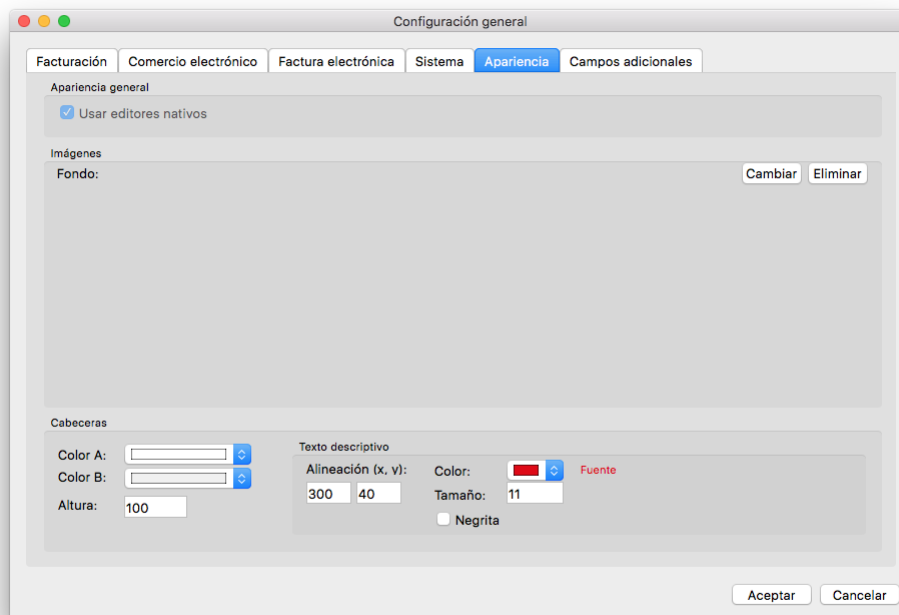 Configuración general
Facturación Comercio electrónico Factura electrónica Sistema Apariencia Campos adicionales
Apariencia general
Usar editores nativos
Imágenes
Fondo: Cambiar Eliminar
Cabeceras
Color A:
Color B:
Altura: 100
Texto descriptivo
Alineación (x, y):
300 40
Color: Fuente
Tamaño: 11
Negrita
Aceptar Cancelar